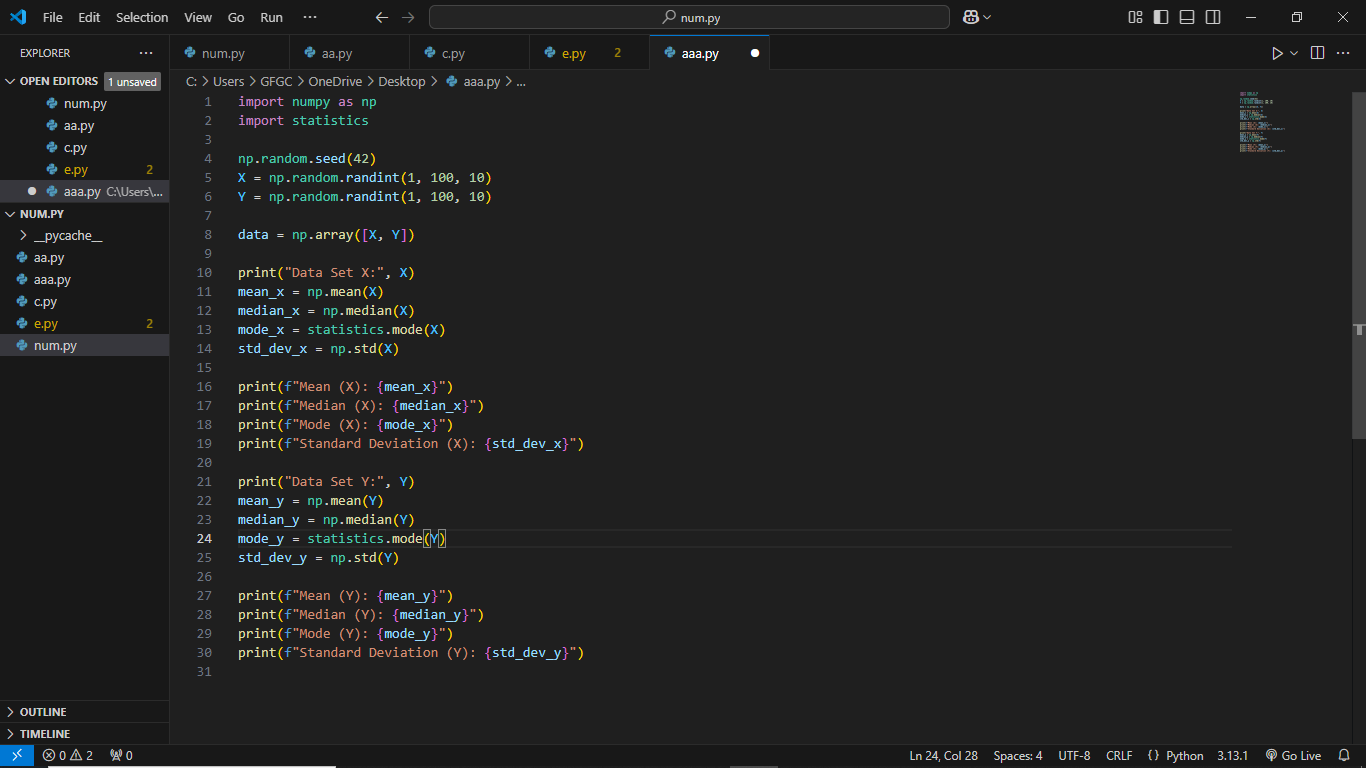 File Edit Selection View Go Run ··· num.py
EXPLORER ···
OPEN EDITORS 1 unsaved
num.py
aa.py
c.py
e.py 2
aaa.py C:\Users\...
NUM.PY
__pycache__
aa.py
aaa.py
c.py
e.py 2
num.py
OUTLINE
TIMELINE
num.py aa.py c.py e.py 2 aaa.py
C: > Users > GFGC > OneDrive > Desktop > aaa.py > ...
1 import numpy as np
2 import statistics
3
4 np.random.seed(42)
5 X = np.random.randint(1, 100, 10)
6 Y = np.random.randint(1, 100, 10)
7
8 data = np.array([X, Y])
9
10 print("Data Set X:", X)
11 mean_x = np.mean(X)
12 median_x = np.median(X)
13 mode_x = statistics.mode(X)
14 std_dev_x = np.std(X)
15
16 print(f"Mean (X): {mean_x}")
17 print(f"Median (X): {median_x}")
18 print(f"Mode (X): {mode_x}")
19 print(f"Standard Deviation (X): {std_dev_x}")
20
21 print("Data Set Y:", Y)
22 mean_y = np.mean(Y)
23 median_y = np.median(Y)
24 mode_y = statistics.mode(Y)
25 std_dev_y = np.std(Y)
26
27 print(f"Mean (Y): {mean_y}")
28 print(f"Median (Y): {median_y}")
29 print(f"Mode (Y): {mode_y}")
30 print(f"Standard Deviation (Y): {std_dev_y}")
31
0 2 0 Ln 24, Col 28 Spaces: 4 UTF-8 CRLF {} Python 3.13.1 Go Live